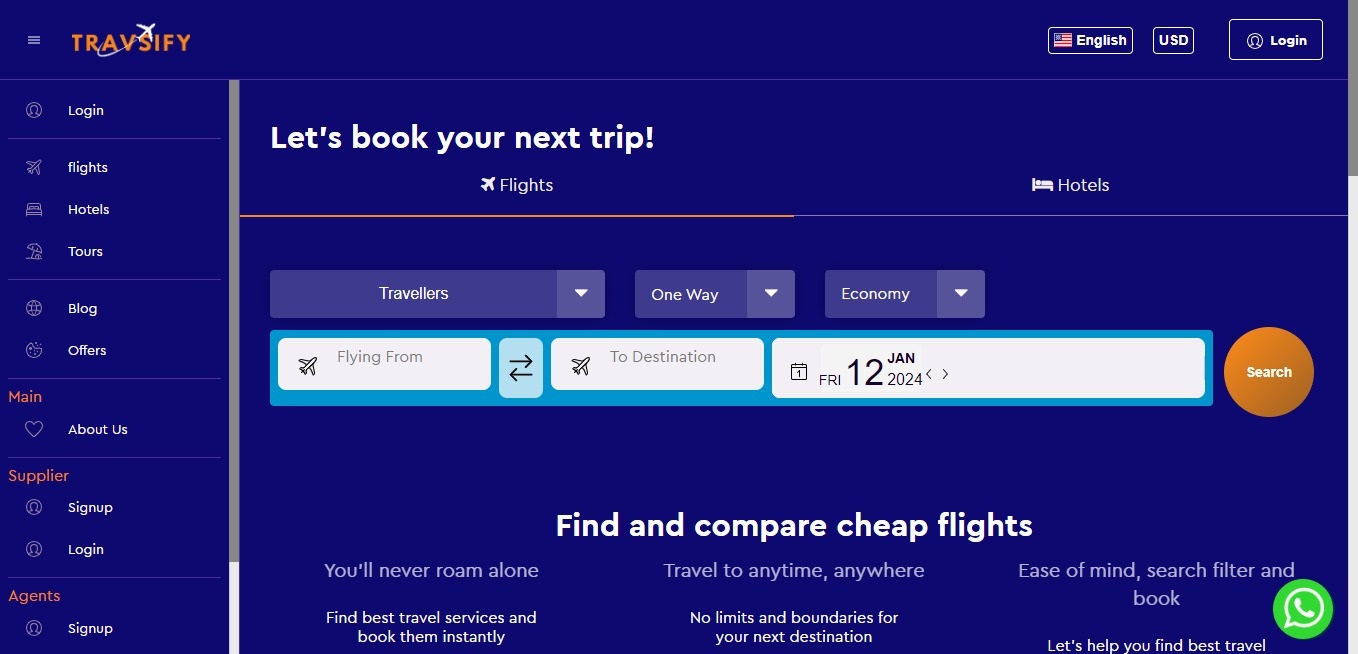 TRAVSIFY
English
USD
Login
Login
flights
Hotels
Tours
Blog
Offers
Main
About Us
Supplier
Signup
Login
Agents
Signup
Let's book your next trip!
Flights
Hotels
Travellers
One Way
Economy
Flying From
To Destination
1
FRI 12 JAN 2024
Search
Find and compare cheap flights
You'll never roam alone
Find best travel services and
book them instantly
Travel to anytime, anywhere
No limits and boundaries for
your next destination
Ease of mind, search filter and
book
Let's help you find best travel